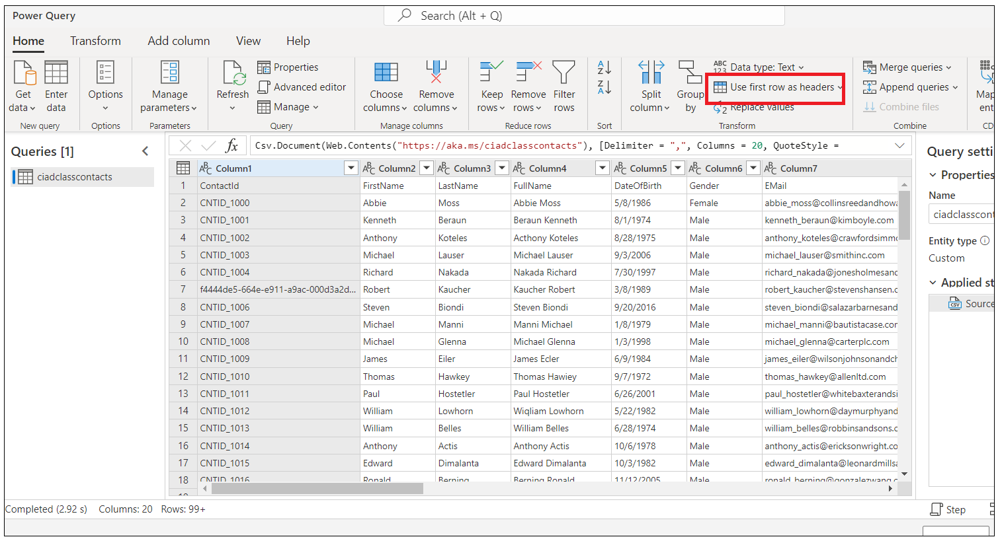 Power Query
Search (Alt + Q)
Home Transform Add column View Help
Get data
Enter data
New query
Options
Options
Manage parameters
Parameters
Refresh
Properties
Advanced editor
Manage
Query
Choose columns
Remove columns
Manage columns
Keep rows
Remove rows
Filter rows
Reduce rows
Sort
Split column
Group by
Data type: Text
Use first row as headers
Replace values
Transform
Merge queries
Append queries
Combine files
Combine
Map
ent
CD
Queries [1]
ciadclasscontacts
fx Csv.Document(Web.Contents("https://aka.ms/ciadclasscontacts"), [Delimiter = ",", Columns = 20, QuoteStyle =
Column1 Column2 Column3 Column4 Column5 Column6 Column7
1 ContactId FirstName LastName FullName DateOfBirth Gender EMail
2 CNTID_1000 Abbie Moss Abbie Moss 5/8/1986 Female abbie_moss@collinsreedandhowa
3 CNTID_1001 Kenneth Beraun Beraun Kenneth 8/1/1974 Male kenneth_beraun@kimboyle.com
4 CNTID_1002 Anthony Koteles Acthony Koteles 8/28/1975 Male anthony_koteles@crawfordsimmo
5 CNTID_1003 Michael Lauser Michael Lauser 9/3/2006 Male michael_lauser@smithinc.com
6 CNTID_1004 Richard Nakada Nakada Richard 7/30/1997 Male richard_nakada@jonesholmesand
7 f4444de5-664e-e911-a9ac-000d3a2d... Robert Kaucher Kaucher Robert 3/8/1989 Male robert_kaucher@stevenshansen.c
8 CNTID_1006 Steven Biondi Steven Biondi 9/20/2016 Male steven_biondi@salazarbarnesand
9 CNTID_1007 Michael Manni Manni Michael 1/8/1979 Male michael_manni@bautistacase.cor
10 CNTID_1008 Michael Glenna Michael Glenna 1/3/1998 Male michael_glenna@carterplc.com
11 CNTID_1009 James Eiler James Ecler 6/9/1984 Male james_eiler@wilsonjohnsonandch
12 CNTID_1010 Thomas Hawkey Thomas Hawiey 9/7/1972 Male thomas_hawkey@allenltd.com
13 CNTID_1011 Paul Hostetler Paul Hostetler 6/26/2001 Male paul_hostetler@whitebaxterandsi
14 CNTID_1012 William Lowhorn Wiqliam Lowhorn 5/22/1982 Male william_lowhorn@daymurphyand
15 CNTID_1013 William Belles William Belles 6/28/1974 Male william_belles@robbinsandsons.c
16 CNTID_1014 Anthony Actis Anthony Actis 10/6/1978 Male anthony_actis@ericksonwright.co
17 CNTID_1015 Edward Dimalanta Edward Dimalanta 10/3/1982 Male edward_dimalanta@leonardmillsa
18 CNTID_1016 Ronald Berning Berning Ronald 11/12/2005 Male ronald_berning@gonzalezwang.c
Query setti
Properties
Name
ciadclasscont
Entity type
Custom
Applied st
Source
Completed (2.92 s) Columns: 20 Rows: 99+
Step